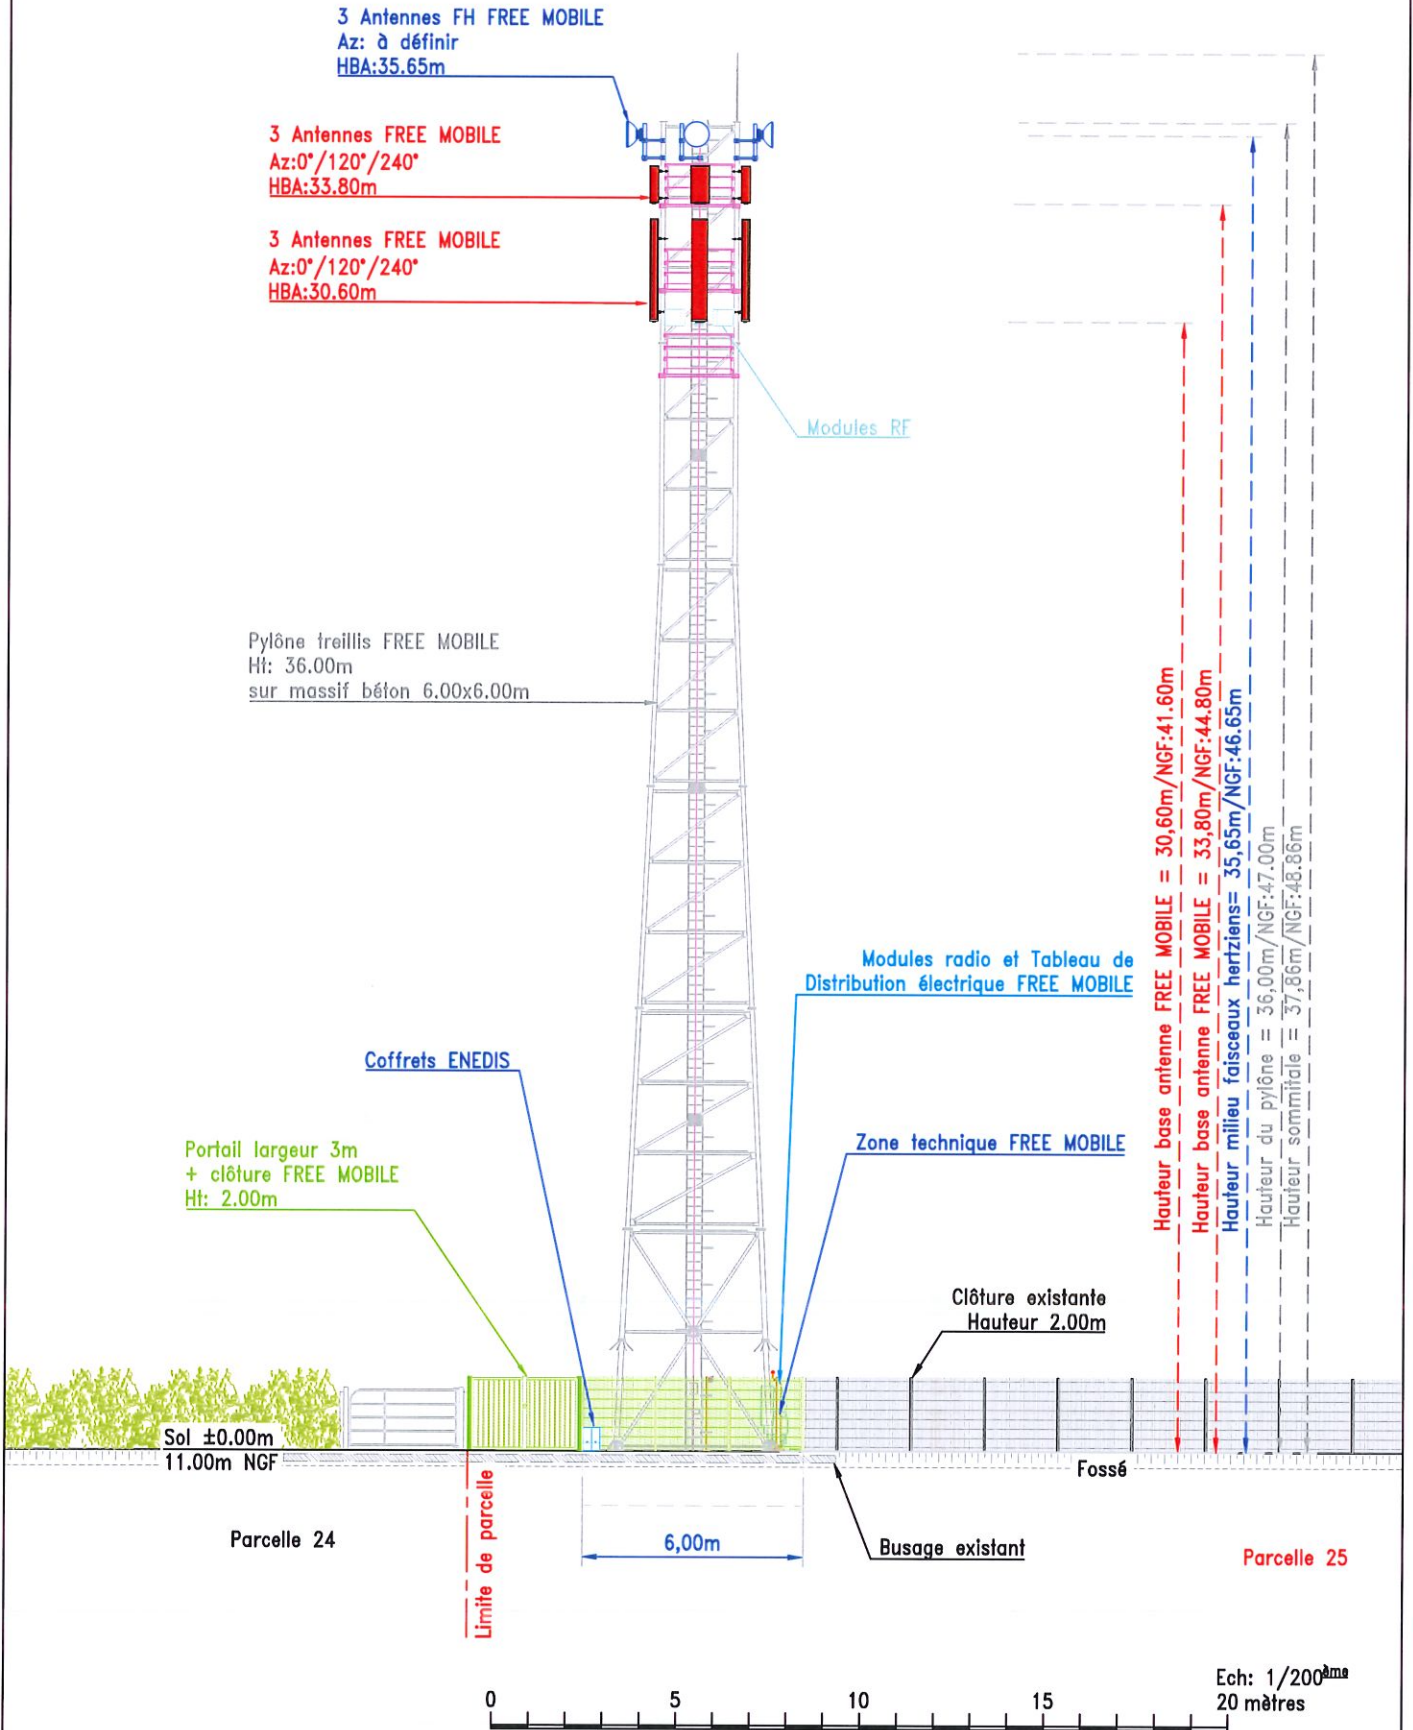 3 Antennes FH FREE MOBILE
Az: à définir
HBA:35.65m
3 Antennes FREE MOBILE
Az:0°/120°/240°
HBA:33.80m
3 Antennes FREE MOBILE
Az:0°/120°/240°
HBA:30.60m
Modules RF
Pylône treillis FREE MOBILE
Ht: 36.00m
sur massif béton 6.00x6.00m
Hauteur base antenne FREE MOBILE = 30,60m/NGF:41.60m
Hauteur base antenne FREE MOBILE = 33,80m/NGF:44.80m
Hauteur milieu faisceaux hertziens= 35,65m/NGF:46.65m
Hauteur du pylône = 36,00m/NGF:47.00m
Hauteur sommitale = 37,86m/NGF:48.86m
Modules radio et Tableau de
Distribution électrique FREE MOBILE
Coffrets ENEDIS
Zone technique FREE MOBILE
Portail largeur 3m
+ clôture FREE MOBILE
Ht: 2.00m
Clôture existante
Hauteur 2.00m
Sol ±0.00m
11.00m NGF
Fossé
Limite de parcelle
Parcelle 24
6,00m
Busage existant
Parcelle 25
Ech: 1/200ème
0 5 10 15 20 mètres